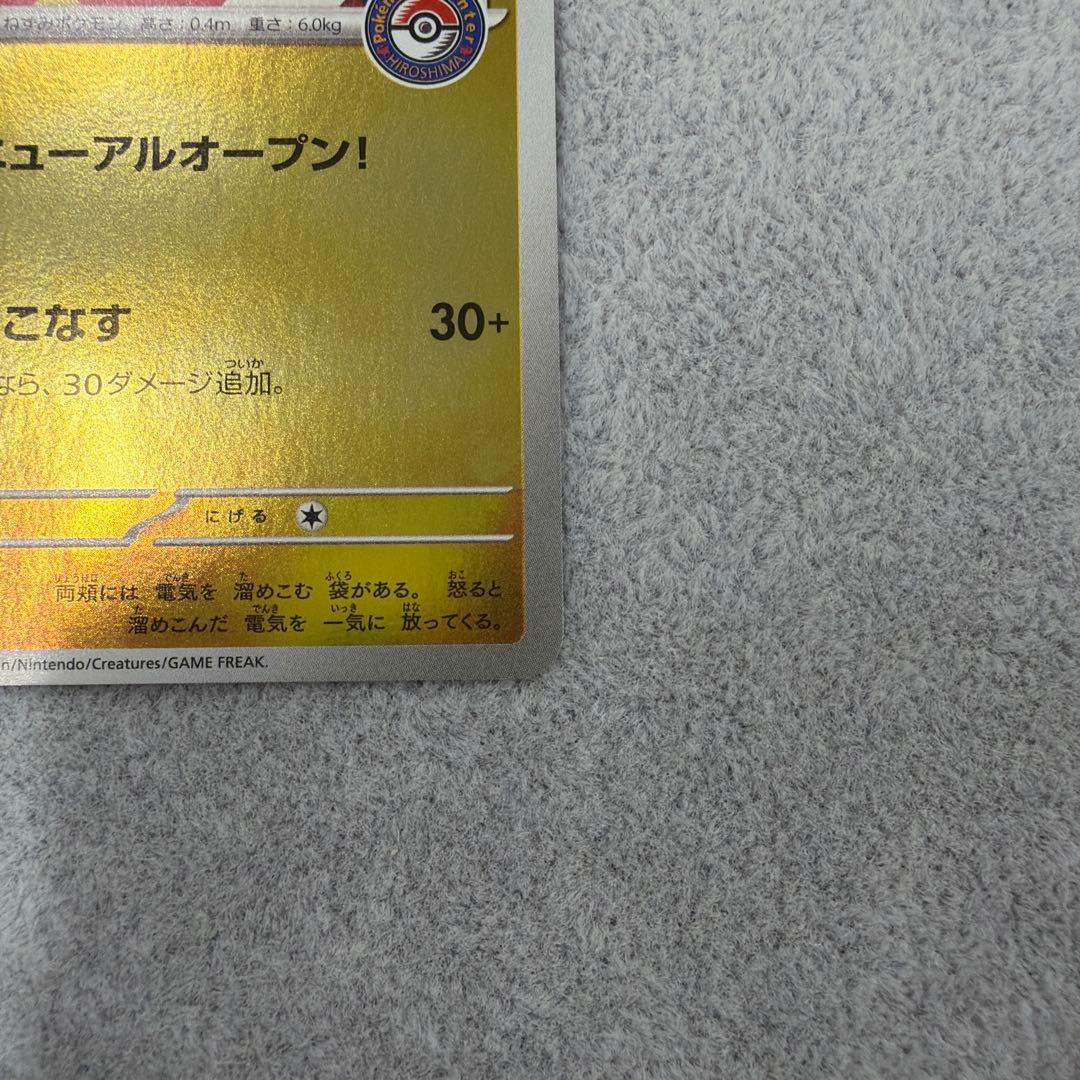 ねずみポケモン 高さ：0.4m 重さ：6.0kg
Pokém nter
HIROSHIMA
ニューアルオープン!
こなす 30+
ついか
なら、30ダメージ追加。
にげる
りょうほほ でんき た ふくろ おこ
両頬には 電気を 溜めこむ 袋がある。 怒ると
た でんき いっき はな
溜めこんだ 電気を 一気に 放ってくる。
n/Nintendo/Creatures/GAME FREAK.